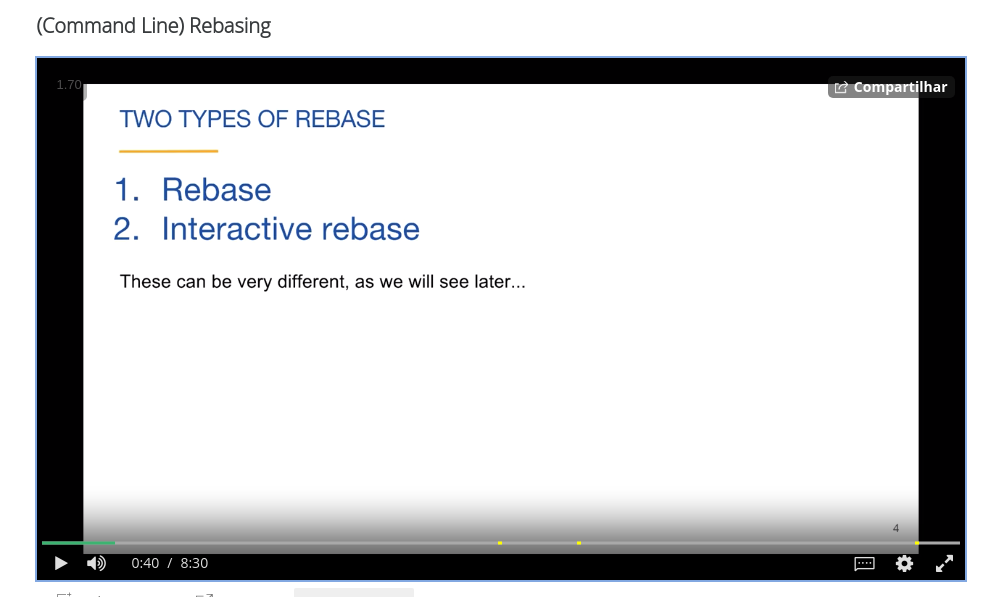 (Command Line) Rebasing
1.70
Compartilhar
TWO TYPES OF REBASE
1. Rebase
2. Interactive rebase
These can be very different, as we will see later...
4
0:40 / 8:30